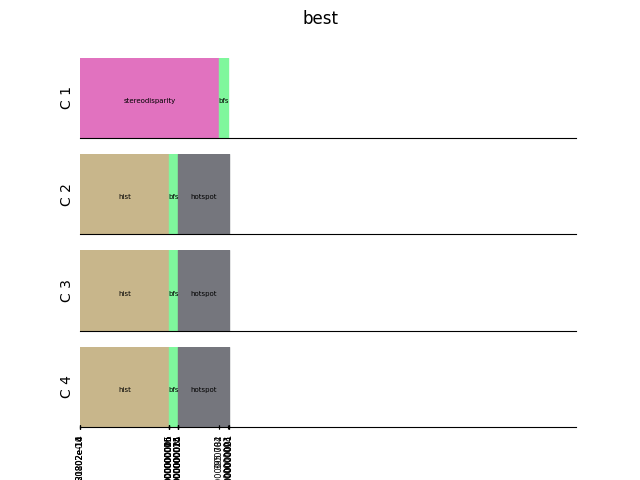 best
C 1
stereodisparity
bfs
C 2
hist
bfs
hotspot
C 3
hist
bfs
hotspot
C 4
hist
bfs
hotspot